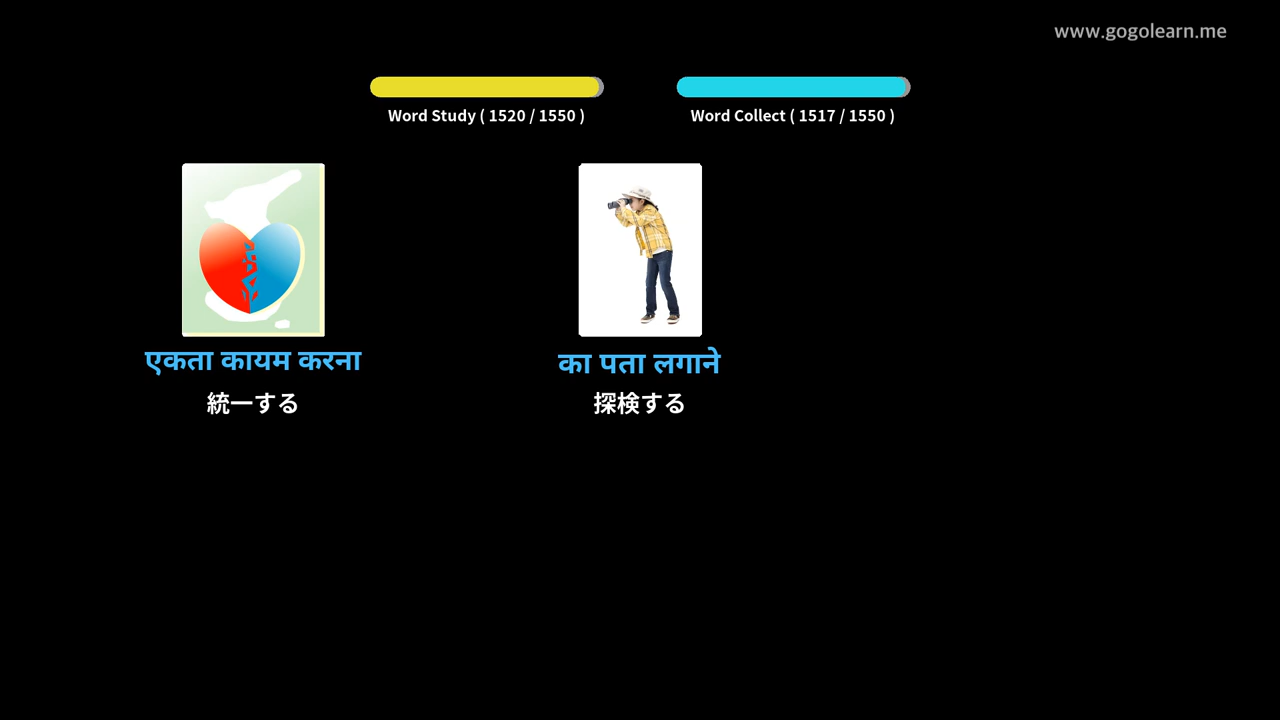 www.gogolearn.me
Word Study ( 1520 / 1550 )
Word Collect ( 1517 / 1550 )
एकता कायम करना
का पता लगाने
統一する
探検する